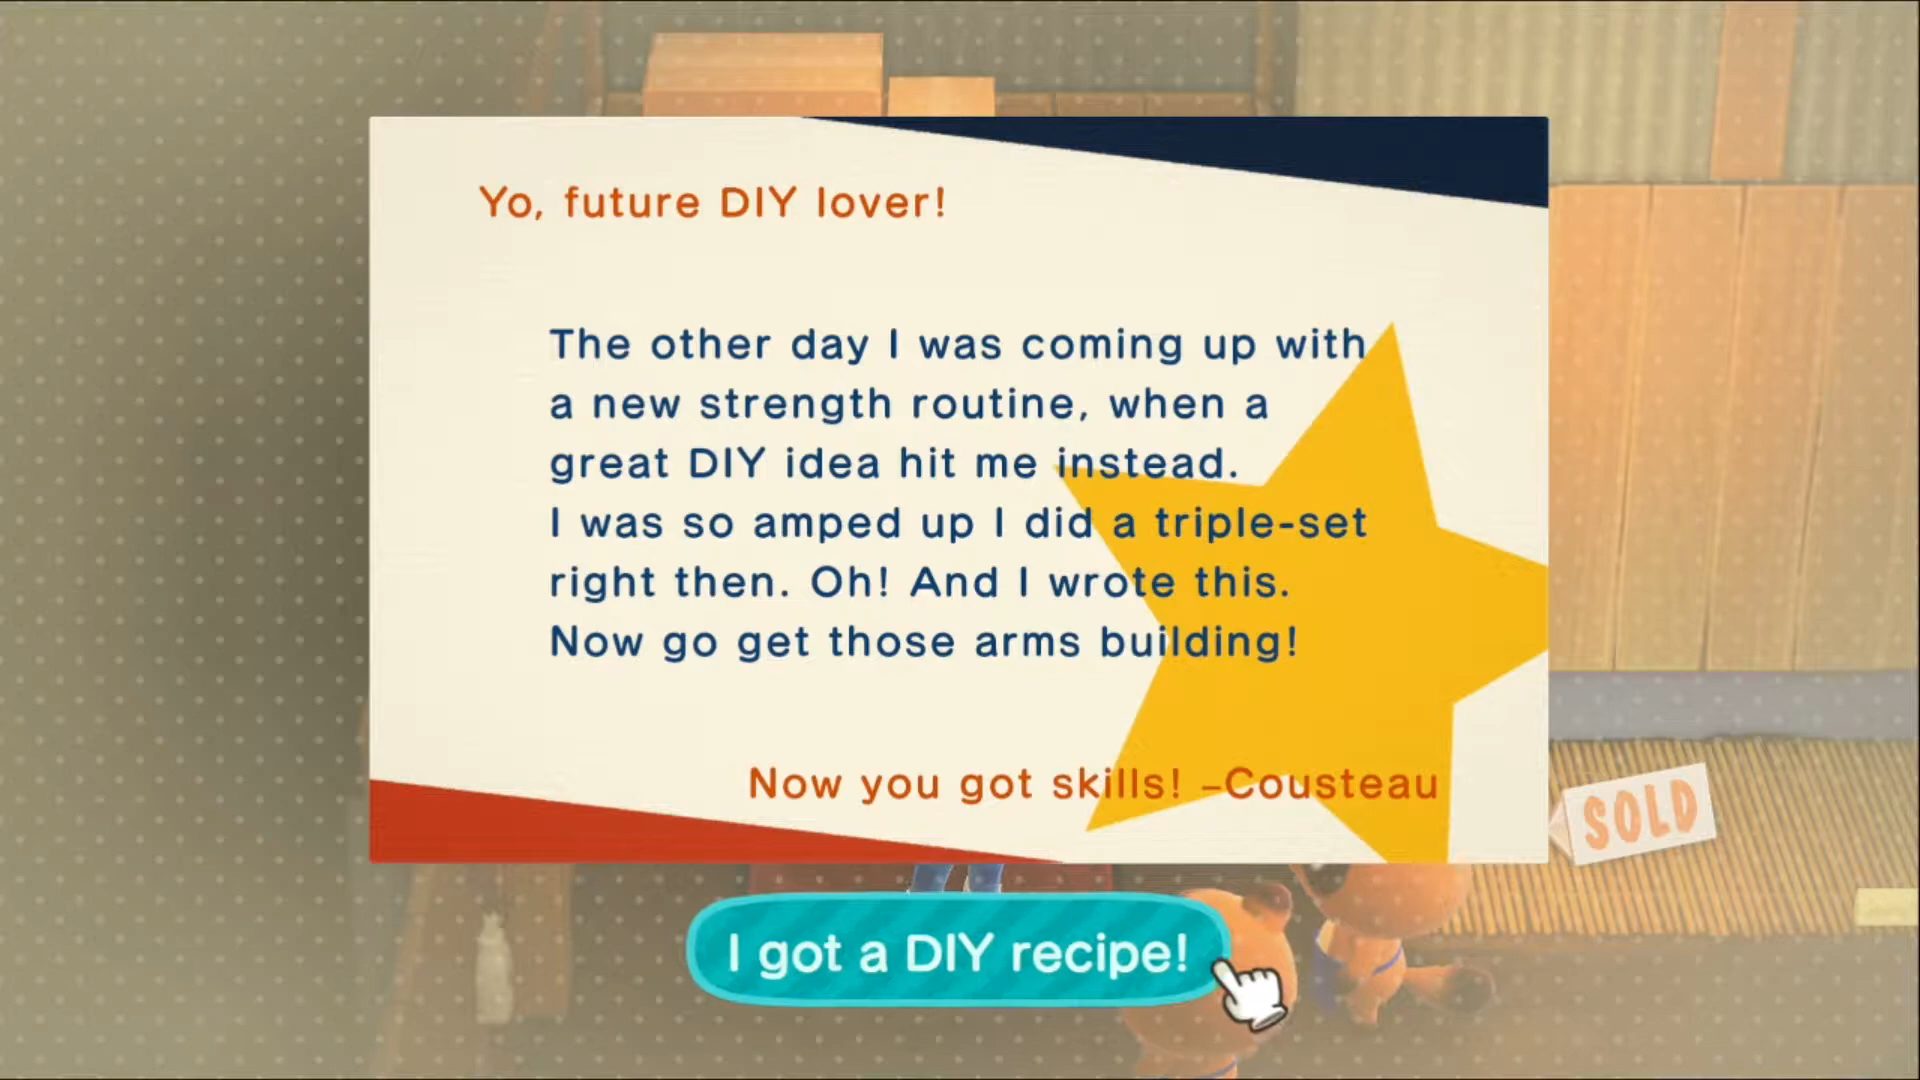 Yo, future DIY lover!
The other day I was coming up with
a new strength routine, when a
great DIY idea hit me instead.
I was so amped up I did a triple-set
right then. Oh! And I wrote this.
Now go get those arms building!
Now you got skills! –Cousteau
SOLD
I got a DIY recipe!